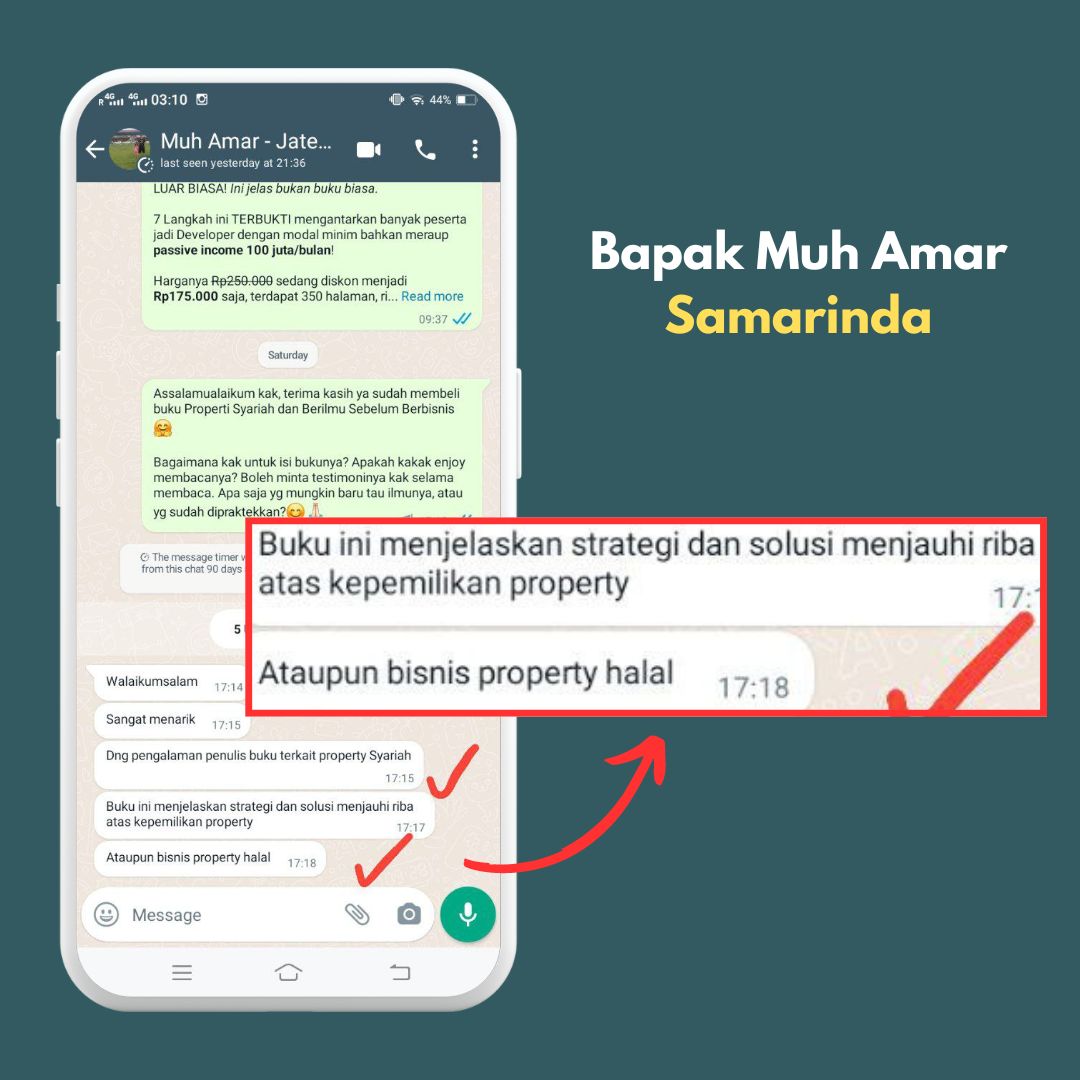 4G 4G 03:10 44%
R
Muh Amar - Jate...
last seen yesterday at 21:36
LUAR BIASA! Ini jelas bukan buku biasa.
7 Langkah ini TERBUKTI mengantarkan banyak peserta
jadi Developer dengan modal minim bahkan meraup
passive income 100 juta/bulan!
Harganya Rp250.000 sedang diskon menjadi
Rp175.000 saja, terdapat 350 halaman, ri... Read more
09:37
Saturday
Assalamualaikum kak, terima kasih ya sudah membeli
buku Properti Syariah dan Berilmu Sebelum Berbisnis
Bagaimana kak untuk isi bukunya? Apakah kakak enjoy
membacanya? Boleh minta testimoninya kak selama
membaca. Apa saja yg mungkin baru tau ilmunya, atau
yg sudah dipraktekkan?
The message timer
from this chat 90 days
5
Walaikumsalam 17:14
Sangat menarik 17:15
Dng pengalaman penulis buku terkait property Syariah
17:15
Buku ini menjelaskan strategi dan solusi menjauhi riba
atas kepemilikan property
17:17
Ataupun bisnis property halal 17:18
Message
Bapak Muh Amar
Samarinda
Buku ini menjelaskan strategi dan solusi menjauhi riba
atas kepemilikan property
17:1
Ataupun bisnis property halal 17:18